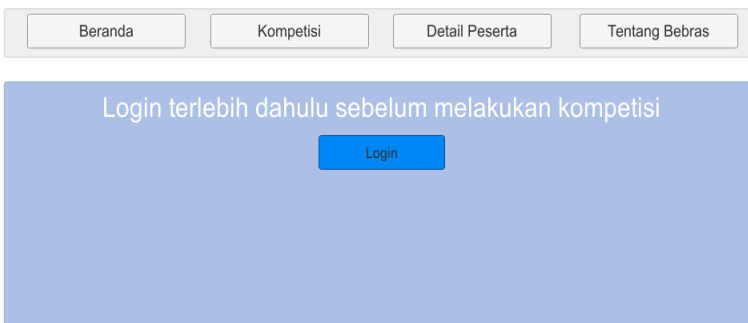 Beranda Kompetisi Detail Peserta Tentang Bebras
Login terlebih dahulu sebelum melakukan kompetisi
Login